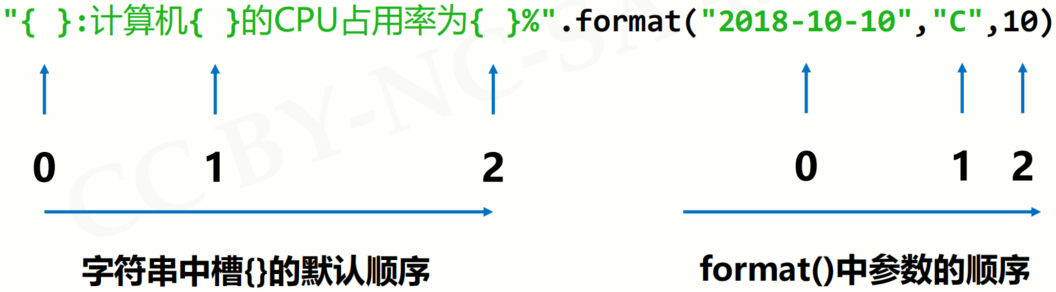 "{ }:计算机{ }的CPU占用率为{ }%".format("2018-10-10","C",10)
0 1 2 0 1 2
字符串中槽{}的默认顺序 format()中参数的顺序
CC BY-NC-SA